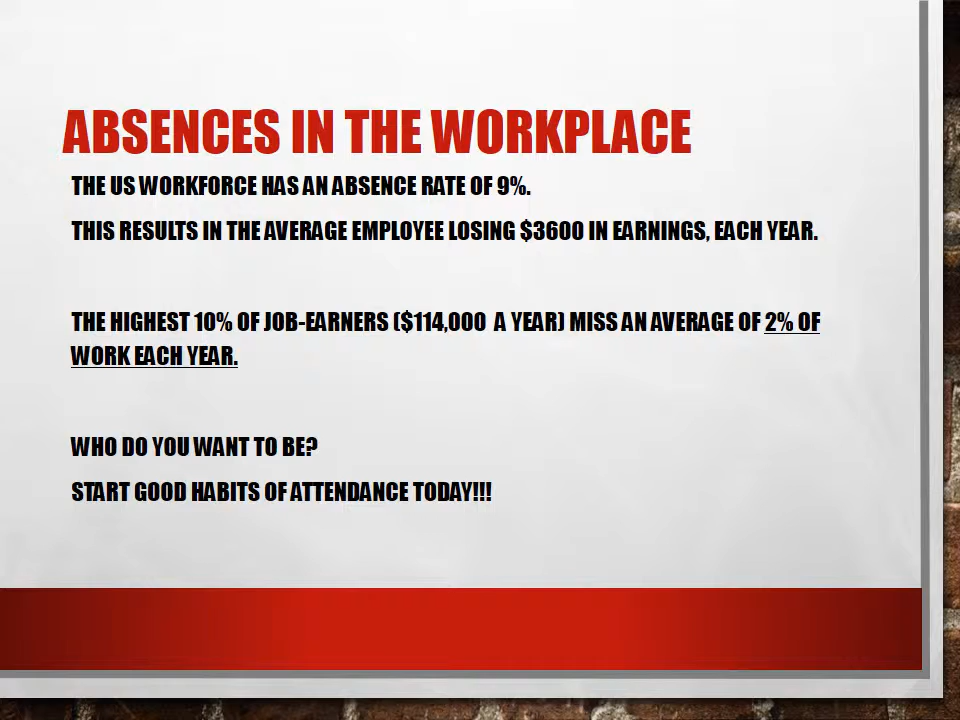 ABSENCES IN THE WORKPLACE
THE US WORKFORCE HAS AN ABSENCE RATE OF 9%.
THIS RESULTS IN THE AVERAGE EMPLOYEE LOSING $3600 IN EARNINGS, EACH YEAR.
THE HIGHEST 10% OF JOB-EARNERS ($114,000 A YEAR) MISS AN AVERAGE OF 2% OF
WORK EACH YEAR.
WHO DO YOU WANT TO BE?
START GOOD HABITS OF ATTENDANCE TODAY!!!